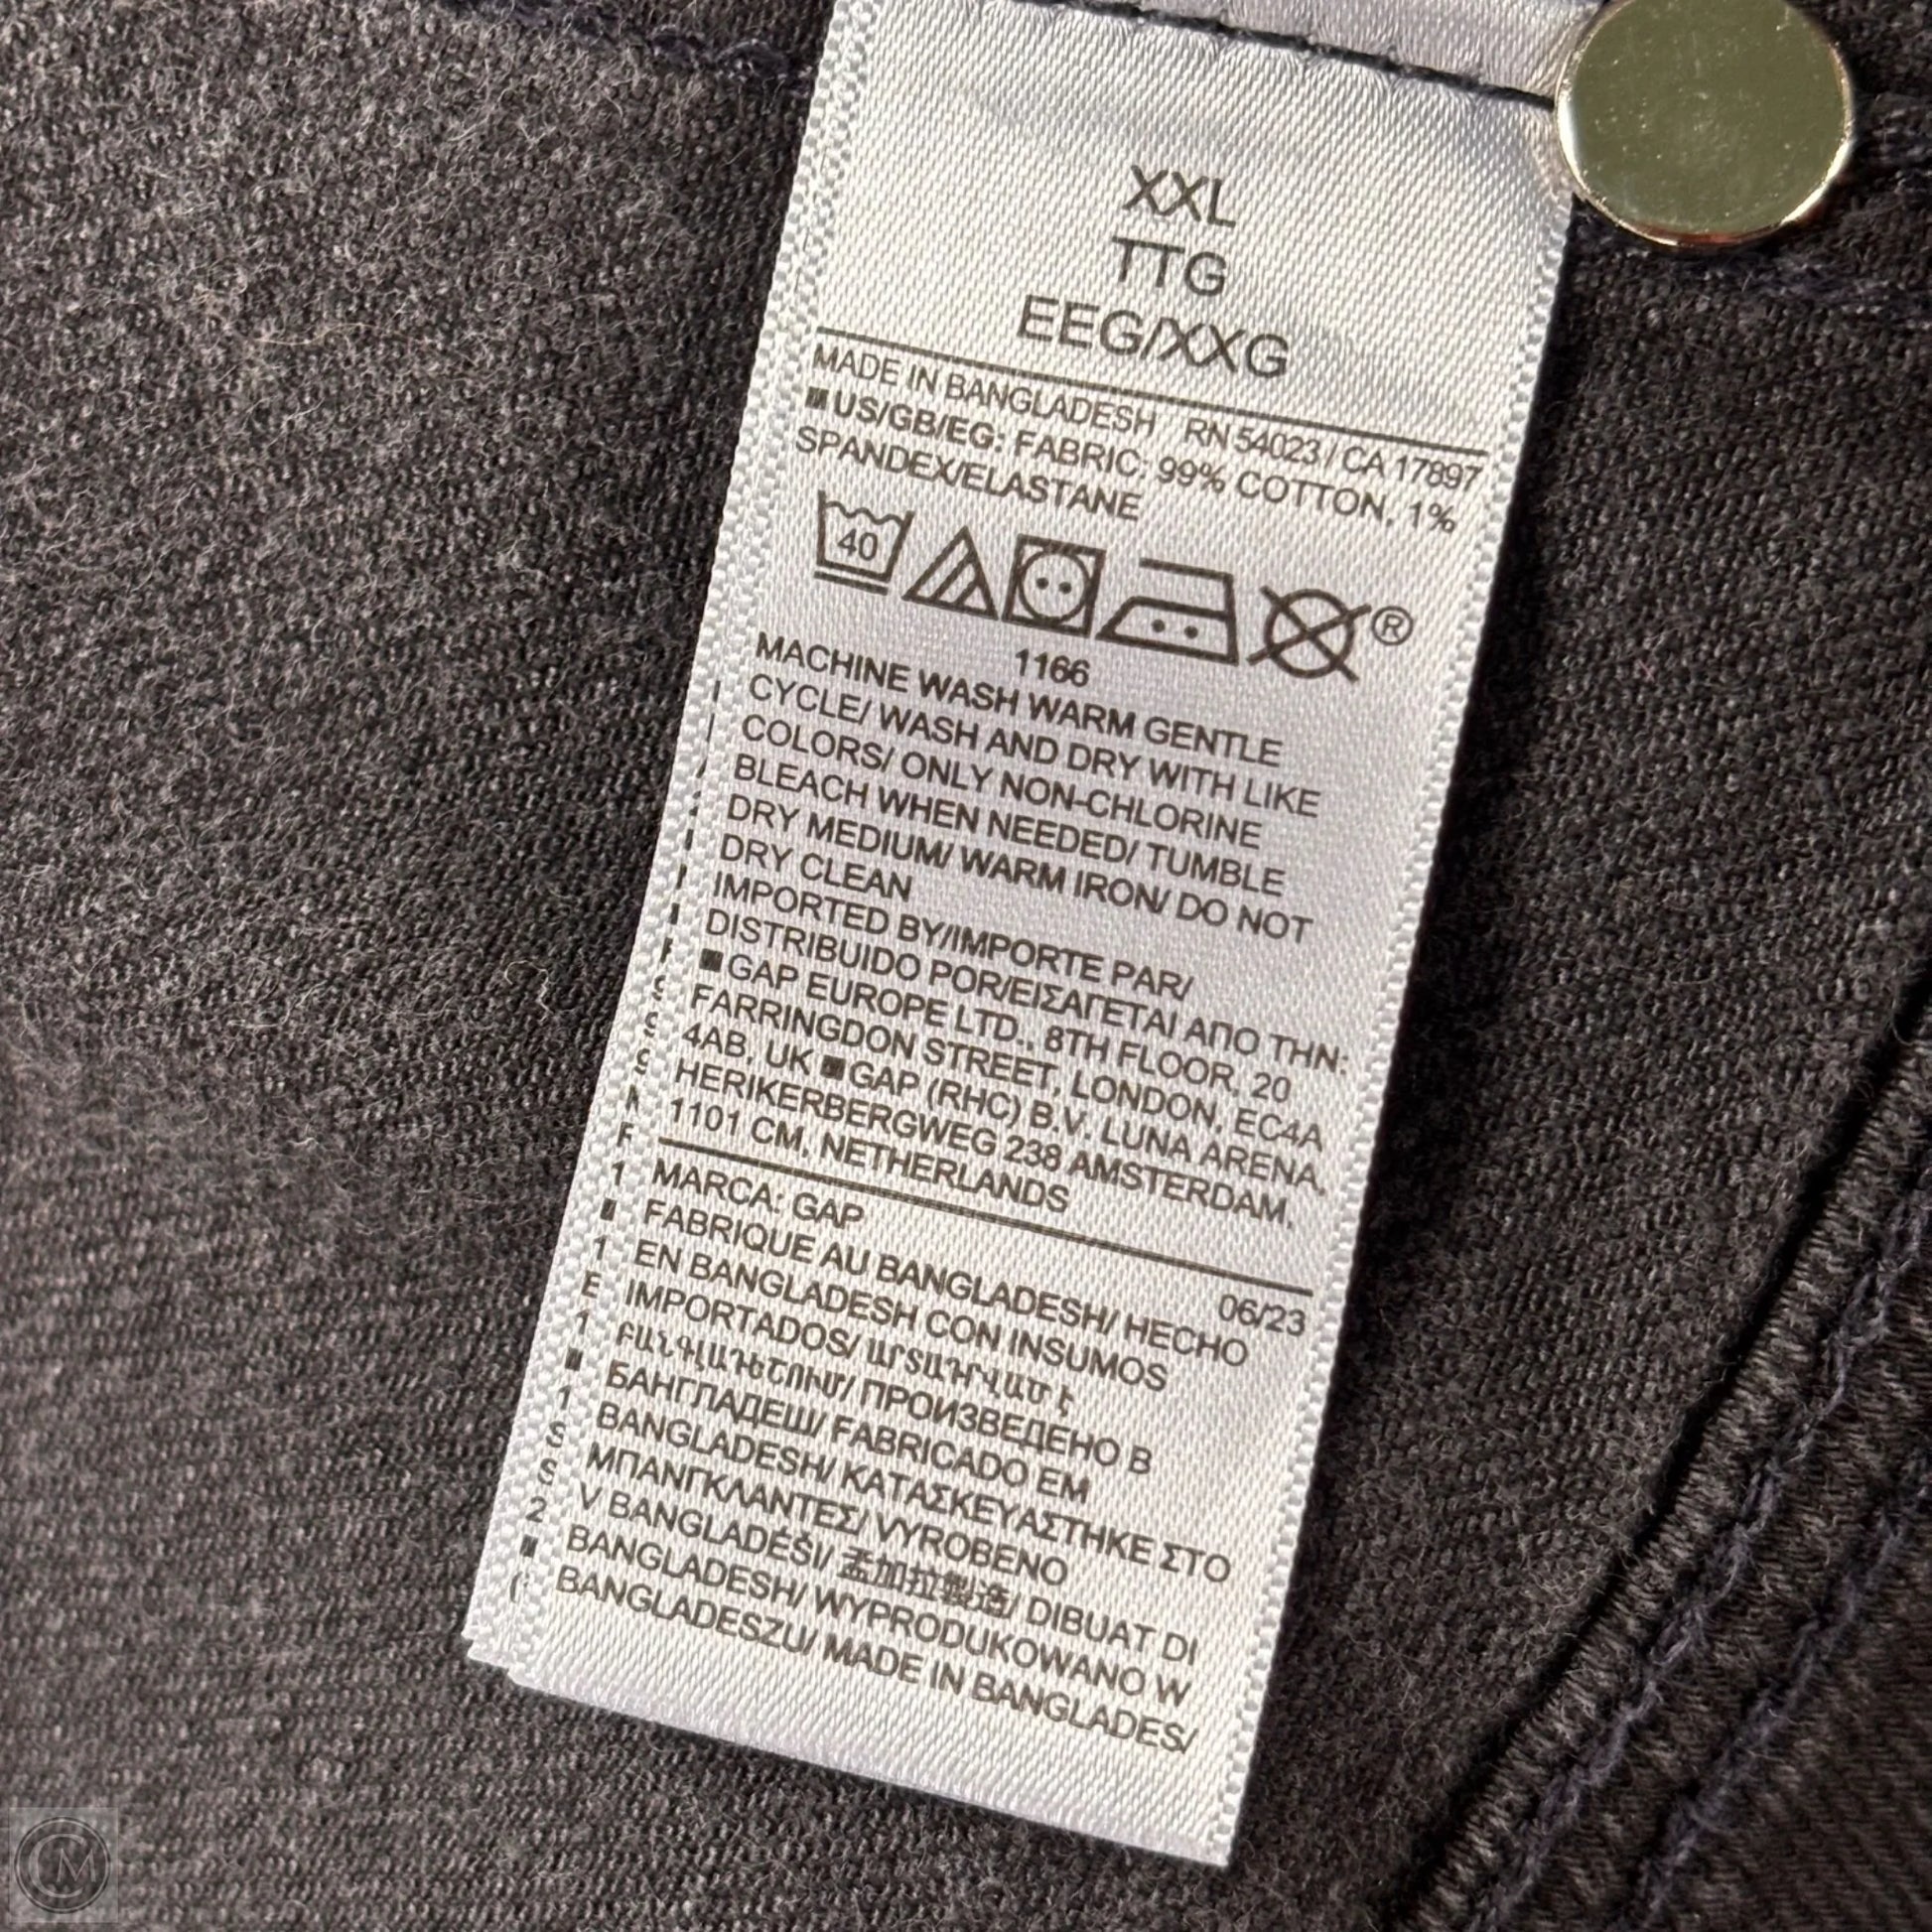 XXL
TTG
EEG/XXG
MADE IN BANGLADESH RN 54023 / CA 17897
■US/GB/EG: FABRIC: 99% COTTON, 1%
SPANDEX/ELASTANE
40
®
1166
MACHINE WASH WARM GENTLE
CYCLE/ WASH AND DRY WITH LIKE
COLORS/ ONLY NON-CHLORINE
BLEACH WHEN NEEDED/ TUMBLE
DRY MEDIUM/ WARM IRON/ DO NOT
DRY CLEAN
IMPORTED BY/IMPORTE PAR/
DISTRIBUIDO POR/ΕΙΣΑΓΕΤΑΙ ΑΠΟ ΤΗΝ:
■GAP EUROPE LTD., 8TH FLOOR, 20
FARRINGDON STREET, LONDON, EC4A
4AB, UK ■GAP (RHC) B.V. LUNA ARENA,
HERIKERBERGWEG 238 AMSTERDAM,
1101 CM, NETHERLANDS
MARCA: GAP
06/23
FABRIQUE AU BANGLADESH/ HECHO
EN BANGLADESH CON INSUMOS
IMPORTADOS/ ԱՐՏԱԴՐՎԱԾ Է
ԲԱՆԳԼԱԴԵՇՈՒՄ/ ПРОИЗВЕДЕНО В
БАНГЛАДЕШ/ FABRICADO EM
BANGLADESH/ ΚΑΤΑΣΚΕΥΑΣΤΗΚΕ ΣΤΟ
ΜΠΑΝΓΚΛΑΝΤΕΣ/ VYROBENO
V BANGLADÉŠI/ 孟加拉製造/ DIBUAT DI
BANGLADESH/ WYPRODUKOWANO W
BANGLADESZU/ MADE IN BANGLADES/
CM